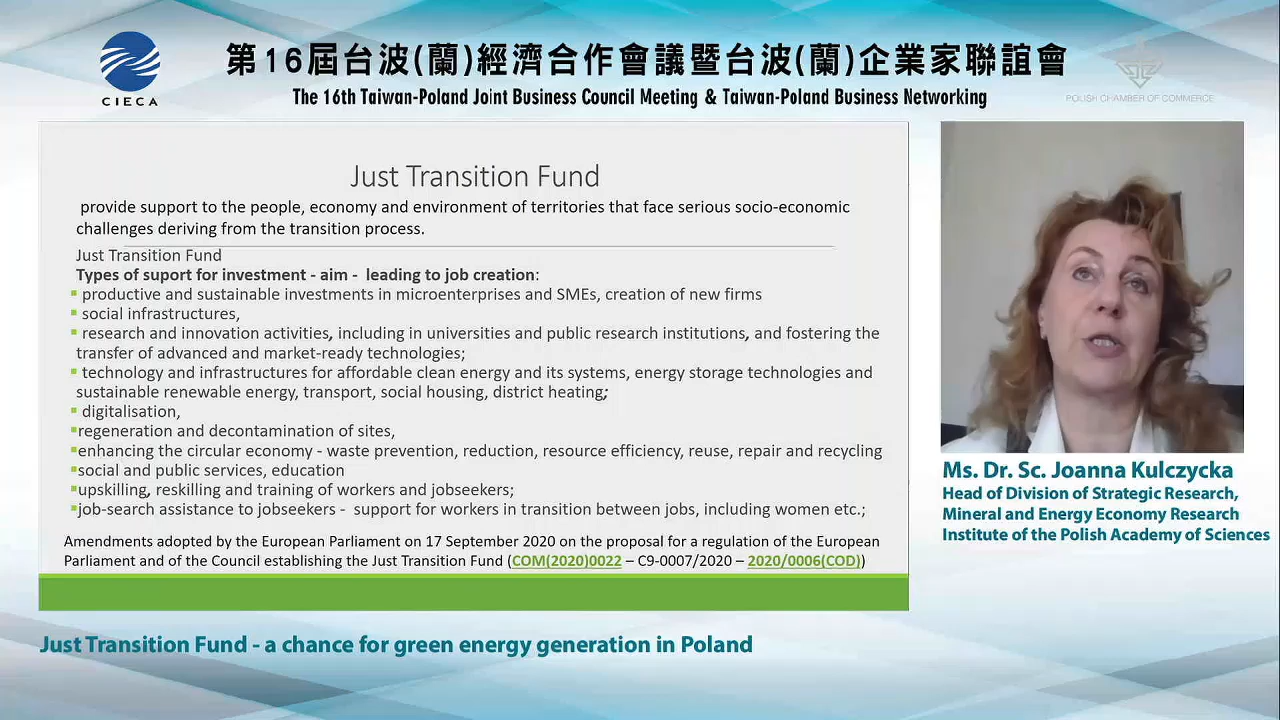 第16屆台波(蘭)經濟合作會議暨台波(蘭)企業家聯誼會
CIECA
The 16th Taiwan-Poland Joint Business Council Meeting & Taiwan-Poland Business Networking
POLISH CHAMBER OF COMMERCE
Just Transition Fund
provide support to the people, economy and environment of territories that face serious socio-economic
challenges deriving from the transition process.
Just Transition Fund
Types of suport for investment - aim - leading to job creation:
▪ productive and sustainable investments in microenterprises and SMEs, creation of new firms
▪ social infrastructures,
▪ research and innovation activities, including in universities and public research institutions, and fostering the
transfer of advanced and market-ready technologies;
▪ technology and infrastructures for affordable clean energy and its systems, energy storage technologies and
sustainable renewable energy, transport, social housing, district heating;
▪ digitalisation,
▪regeneration and decontamination of sites,
▪enhancing the circular economy - waste prevention, reduction, resource efficiency, reuse, repair and recycling
▪social and public services, education
▪upskilling, reskilling and training of workers and jobseekers;
▪job-search assistance to jobseekers - support for workers in transition between jobs, including women etc.;
Amendments adopted by the European Parliament on 17 September 2020 on the proposal for a regulation of the European
Parliament and of the Council establishing the Just Transition Fund (COM(2020)0022 – C9-0007/2020 – 2020/0006(COD))
Ms. Dr. Sc. Joanna Kulczycka
Head of Division of Strategic Research,
Mineral and Energy Economy Research
Institute of the Polish Academy of Sciences
Just Transition Fund - a chance for green energy generation in Poland